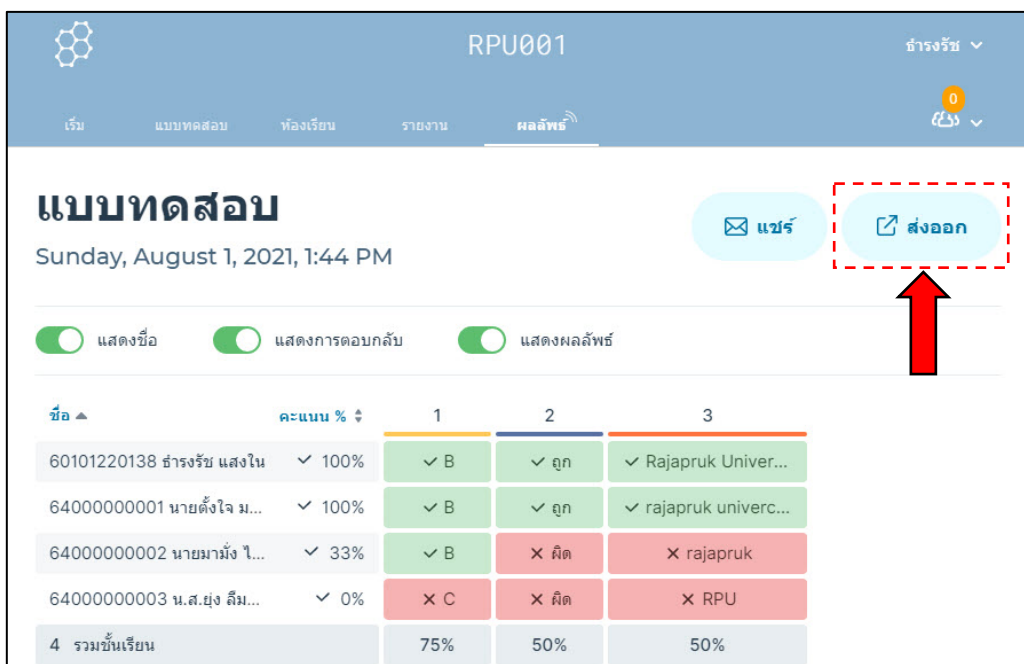 RPU001
ธำรงรัช
0
เริ่ม แบบทดสอบ ห้องเรียน รายงาน ผลลัพธ์
แบบทดสอบ
แชร์ ส่งออก
Sunday, August 1, 2021, 1:44 PM
แสดงชื่อ แสดงการตอบกลับ แสดงผลลัพธ์
ชื่อ คะแนน % 1 2 3
60101220138 ธำรงรัช แสงใน ✓ 100% ✓ B ✓ ถูก ✓ Rajapruk Univer...
64000000001 นายตั้งใจ ม... ✓ 100% ✓ B ✓ ถูก ✓ rajapruk univerc...
64000000002 นายมามั่ง ไ... ✓ 33% ✓ B ✕ ผิด ✕ rajapruk
64000000003 น.ส.ยุ่ง ลืม... ✓ 0% ✕ C ✕ ผิด ✕ RPU
4 รวมชั้นเรียน 75% 50% 50%